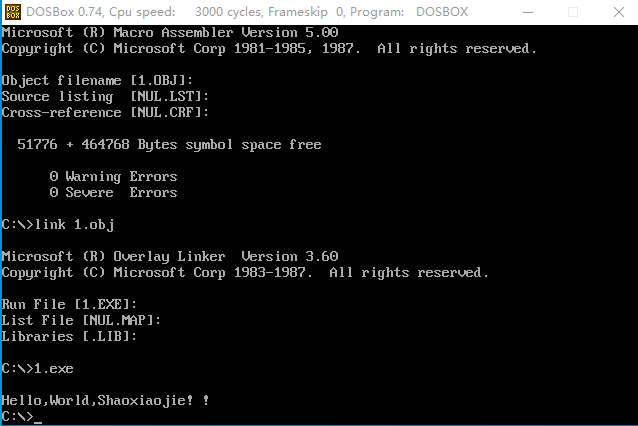 DOSBox 0.74, Cpu speed:    3000 cycles, Frameskip  0, Program:   DOSBOX
Microsoft (R) Macro Assembler Version 5.00
Copyright (C) Microsoft Corp 1981-1985, 1987.  All rights reserved.
Object filename [1.OBJ]:
Source listing  [NUL.LST]:
Cross-reference [NUL.CRF]:
  51776 + 464768 Bytes symbol space free
      0 Warning Errors
      0 Severe  Errors
C:\>link 1.obj
Microsoft (R) Overlay Linker  Version 3.60
Copyright (C) Microsoft Corp 1983-1987.  All rights reserved.
Run File [1.EXE]:
List File [NUL.MAP]:
Libraries [.LIB]:
C:\>1.exe
Hello,World,Shaoxiaojie! !
C:\>_